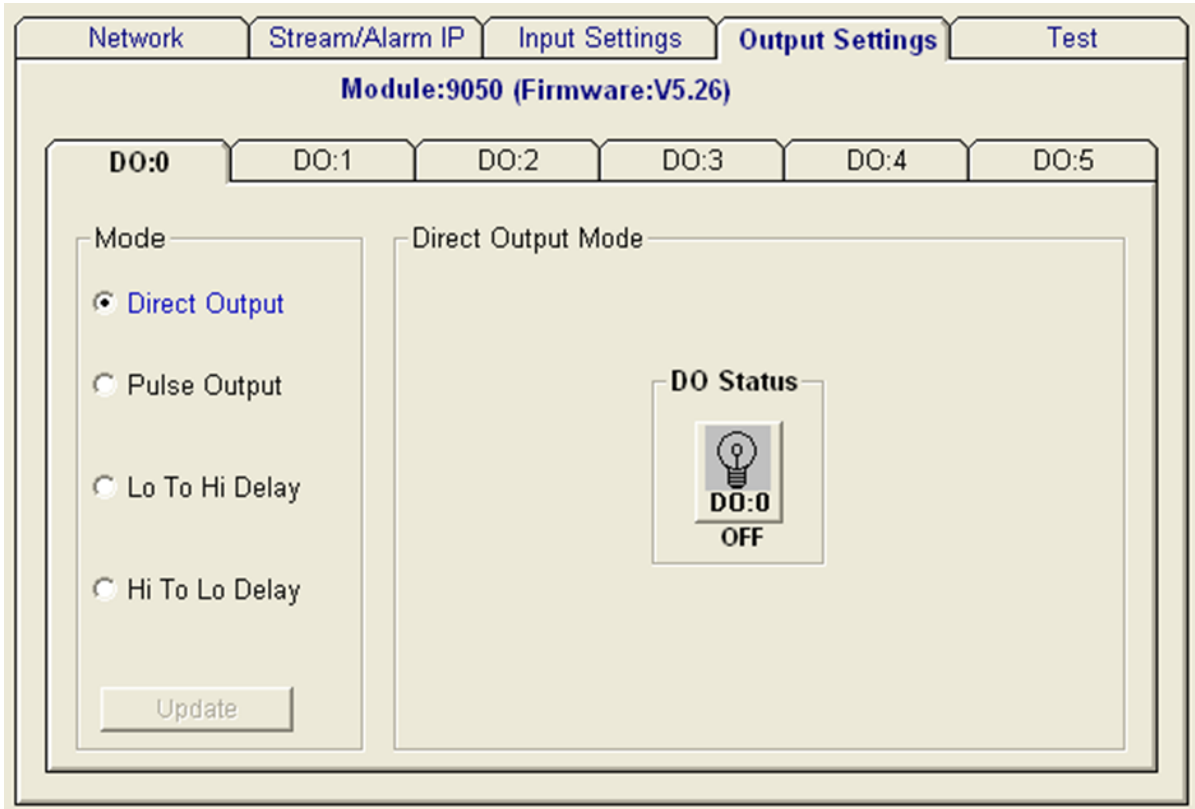 Network Stream/Alarm IP Input Settings Output Settings Test
Module:9050 (Firmware:V5.26)
DO:0 DO:1 DO:2 DO:3 DO:4 DO:5
Mode
Direct Output
Pulse Output
Lo To Hi Delay
Hi To Lo Delay
Update
Direct Output Mode
DO Status
DO:0
OFF